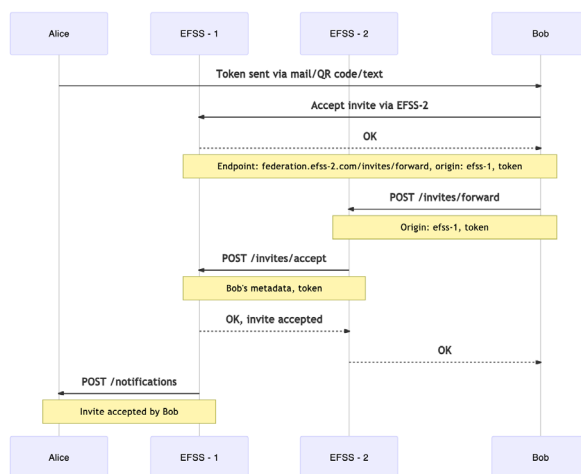 Alice
EFSS - 1
EFSS - 2
Bob
Token sent via mail/QR code/text
Accept invite via EFSS-2
OK
Endpoint: federation.efss-2.com/invites/forward, origin: efss-1, token
POST /invites/forward
Origin: efss-1, token
POST /invites/accept
Bob's metadata, token
OK, invite accepted
OK
POST /notifications
Invite accepted by Bob
Alice
EFSS - 1
EFSS - 2
Bob